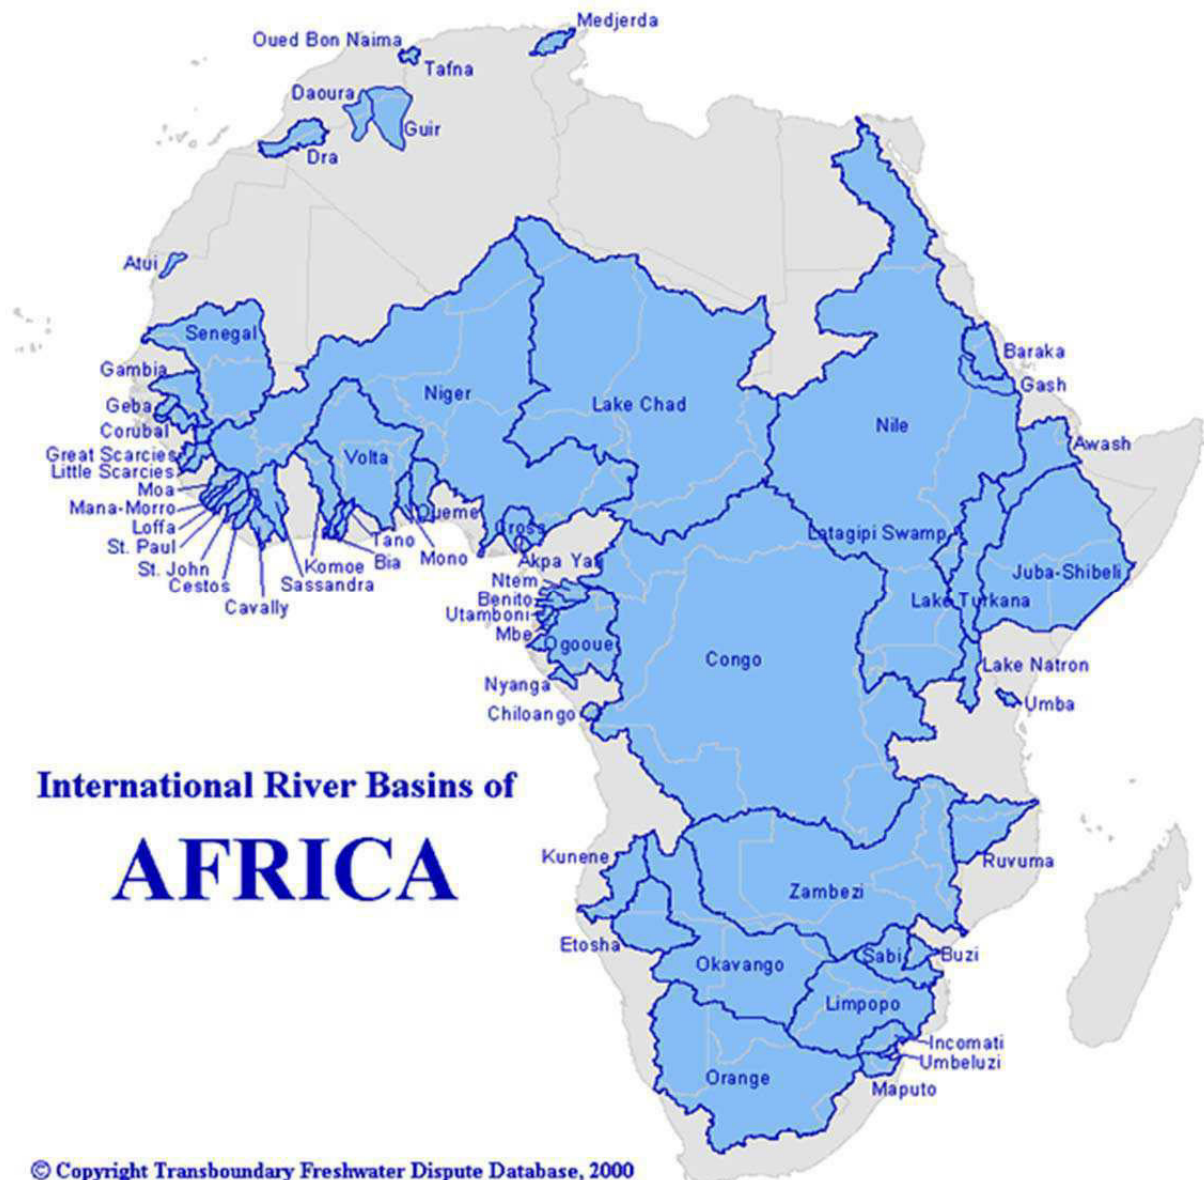 Medjerda
Oued Bon Naima
Tafna
Daoura
Guir
Dra
Atui
Senegal
Baraka
Gambia
Gash
Niger
Lake Chad
Geba
Nile
Corubal
Awash
Great Scarcies
Volta
Little Scarcies
Moa
Mana-Morro
Oueme
Loffa
Cross
Latagipi Swamp
St. Paul
Tano
Mono
Akpa Yafi
St. John
Komoe
Bia
Juba-Shibeli
Cestos
Sassandra
Ntem
Cavally
Benito
Lake Turkana
Utamboni
Mbe
Ogooue
Congo
Lake Natron
Nyanga
Umba
Chiloango
International River Basins of
AFRICA
Kunene
Ruvuma
Zambezi
Etosha
Okavango
Sabi
Buzi
Limpopo
Incomati
Umbeluzi
Orange
Maputo
© Copyright Transboundary Freshwater Dispute Database, 2000